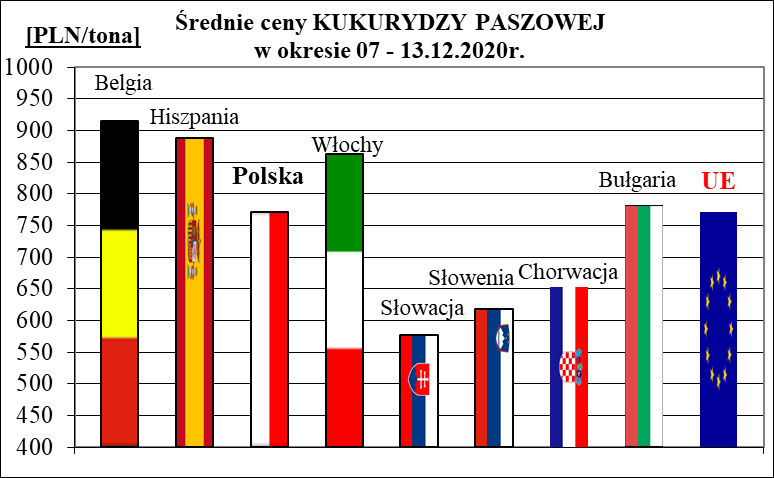 Średnie ceny KUKURYDZY PASZOWEJ
w okresie 07 - 13.12.2020r.
[PLN/tona]
1000
950
900
850
800
750
700
650
600
550
500
450
400
Belgia
Hiszpania
Polska
Włochy
Słowacja
Słowenia
Chorwacja
Bułgaria
UE